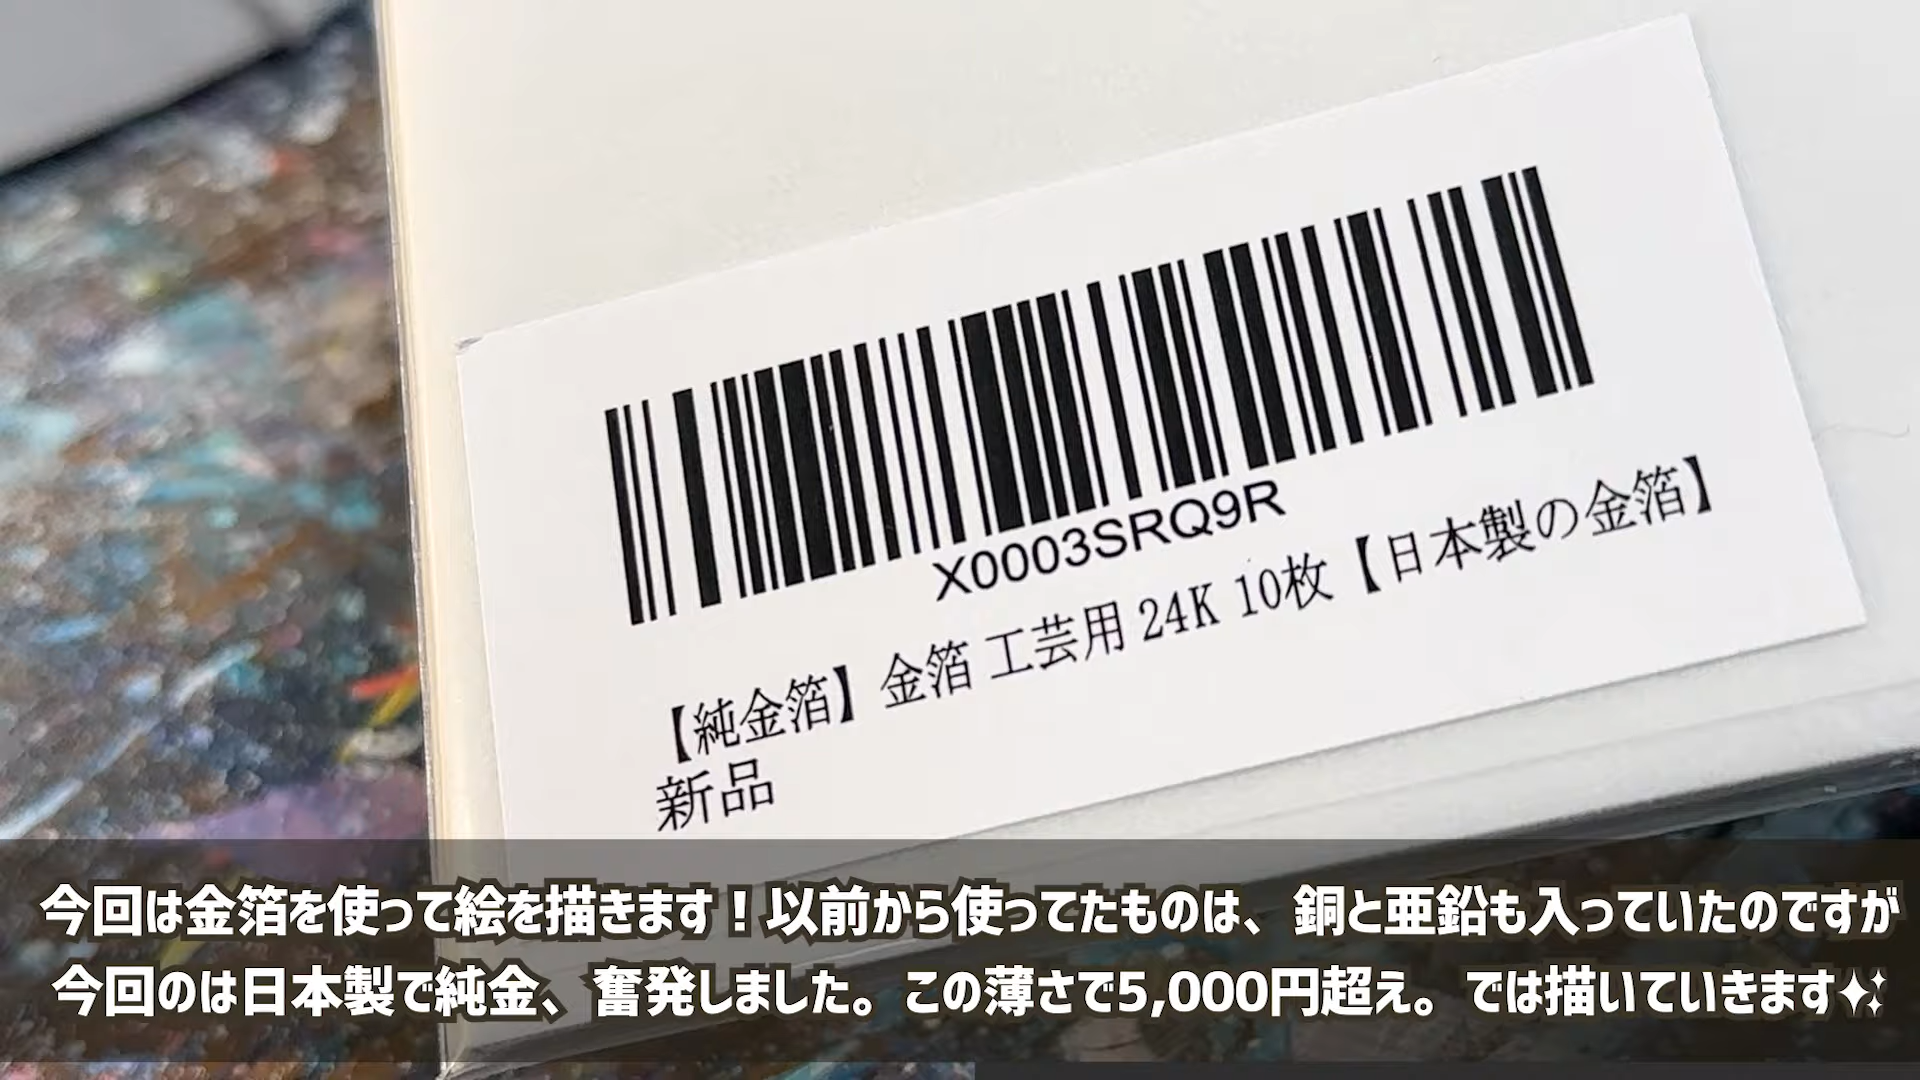 X0003SRQ9R
【純金箔】金箔 工芸用 24K 10枚【日本製の金箔】
新品
今回は金箔を使って絵を描きます！以前から使ってたものは、銅と亜鉛も入っていたのですが
今回のは日本製で純金、奮発しました。この薄さで5,000円超え。では描いていきます✨